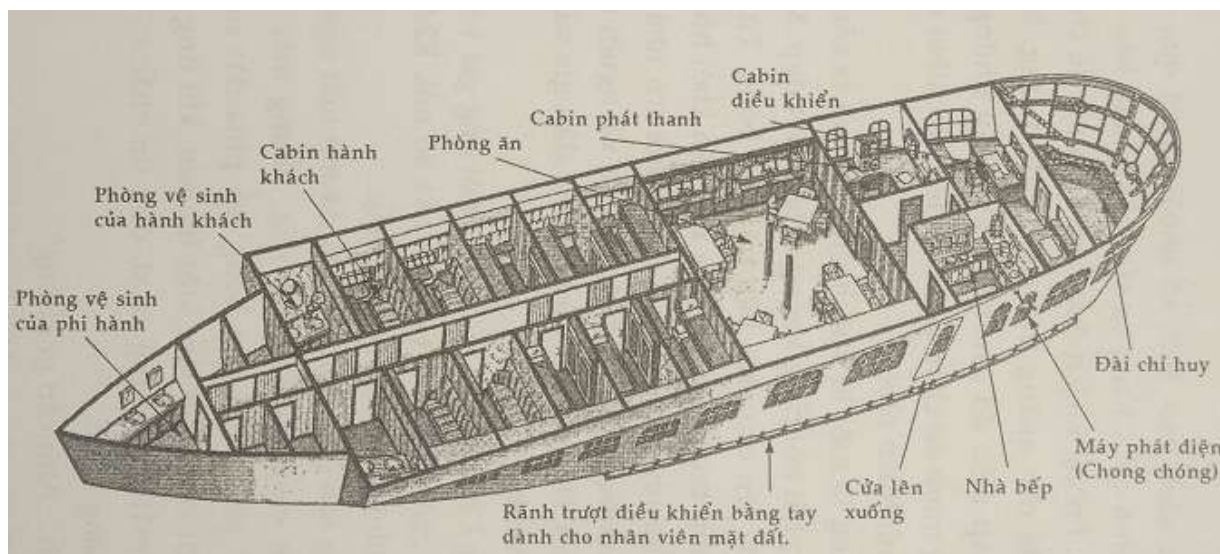 Cabin
điều khiển
Cabin phát thanh
Phòng ăn
Cabin hành
khách
Phòng vệ sinh
của hành khách
Phòng vệ sinh
của phi hành
Đài chỉ huy
Máy phát điện
(Chong chóng)
Nhà bếp
Cửa lên
xuống
Rãnh trượt điều khiển bằng tay
dành cho nhân viên mặt đất.